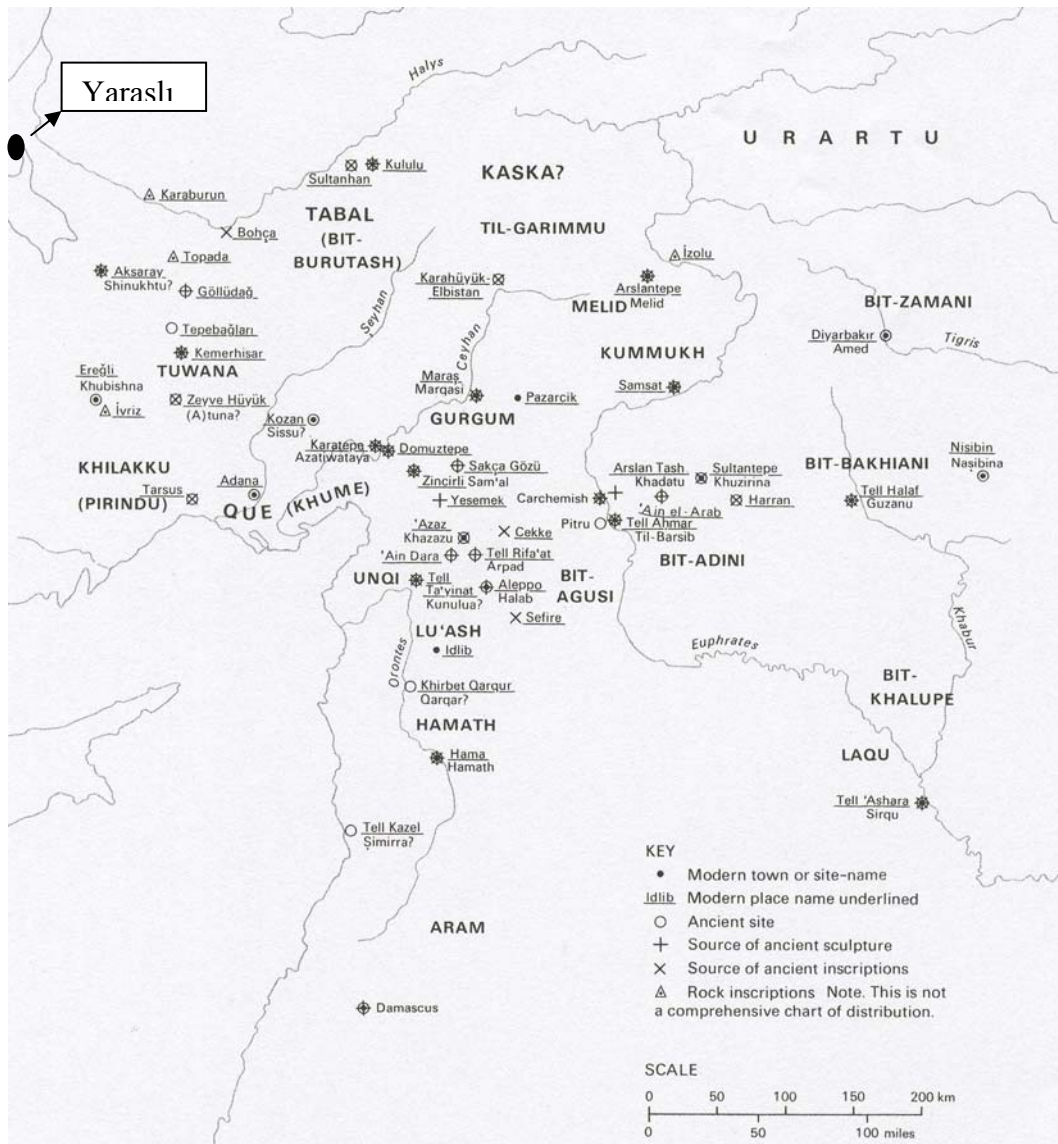 Yaraslı
Halys
URARTU
Kululu
Sultanhan
KASKA?
Karaburun
TABAL
(BIT-
BURUTASH)
TIL-GARIMMU
Bohça
Topada
İzolu
Aksaray
Shinukhtu?
Göllüdağ
Karahüyük-
Elbistan
Arslantepe
Melid
MELID
BIT-ZAMANI
Seyhan
Tepebağları
Diyarbakır
Amed
Tigris
Kemerhisar
Ceyhan
KUMMUKH
Ereğli
Khubishna
TUWANA
Maraş
Marqasi
Samsat
İvriz
Zeyve Hüyük
(A)tuna?
Pazarcik
Kozan
Sissu?
GURGUM
Karatepe
Azatiwataya
Domuztepe
Nisibin
Naṣibina
KHILAKKU
(PIRINDU)
Sakça Gözü
Arslan Tash
Khadatu
Sultantepe
Khuzirina
BIT-BAKHIANI
Zincirli Sam'al
Tarsus
Adana
QUE (KHUME)
Yesemek
Carchemish
Harran
Tell Halaf
Guzanu
'Ain el-Arab
Pitru
Tell Ahmar
Til-Barsib
'Azaz
Khazazu
Cekke
'Ain Dara
Tell Rifa'at
Arpad
BIT-ADINI
UNQI
Tell
Ta'yinat
Kunulua?
Aleppo
Halab
BIT-
AGUSI
Sefire
Khabur
LU'ASH
Euphrates
Idlib
Orontes
Khirbet Qarqur
Qarqar?
BIT-
KHALUPE
HAMATH
Hama
Hamath
LAQU
Tell 'Ashara
Sirqu
Tell Kazel
Ṣimirra?
ARAM
Damascus
KEY
Modern town or site-name
Idlib Modern place name underlined
Ancient site
Source of ancient sculpture
Source of ancient inscriptions
Rock inscriptions Note. This is not
a comprehensive chart of distribution.
SCALE
0 50 100 150 200 km
0 50 100 miles